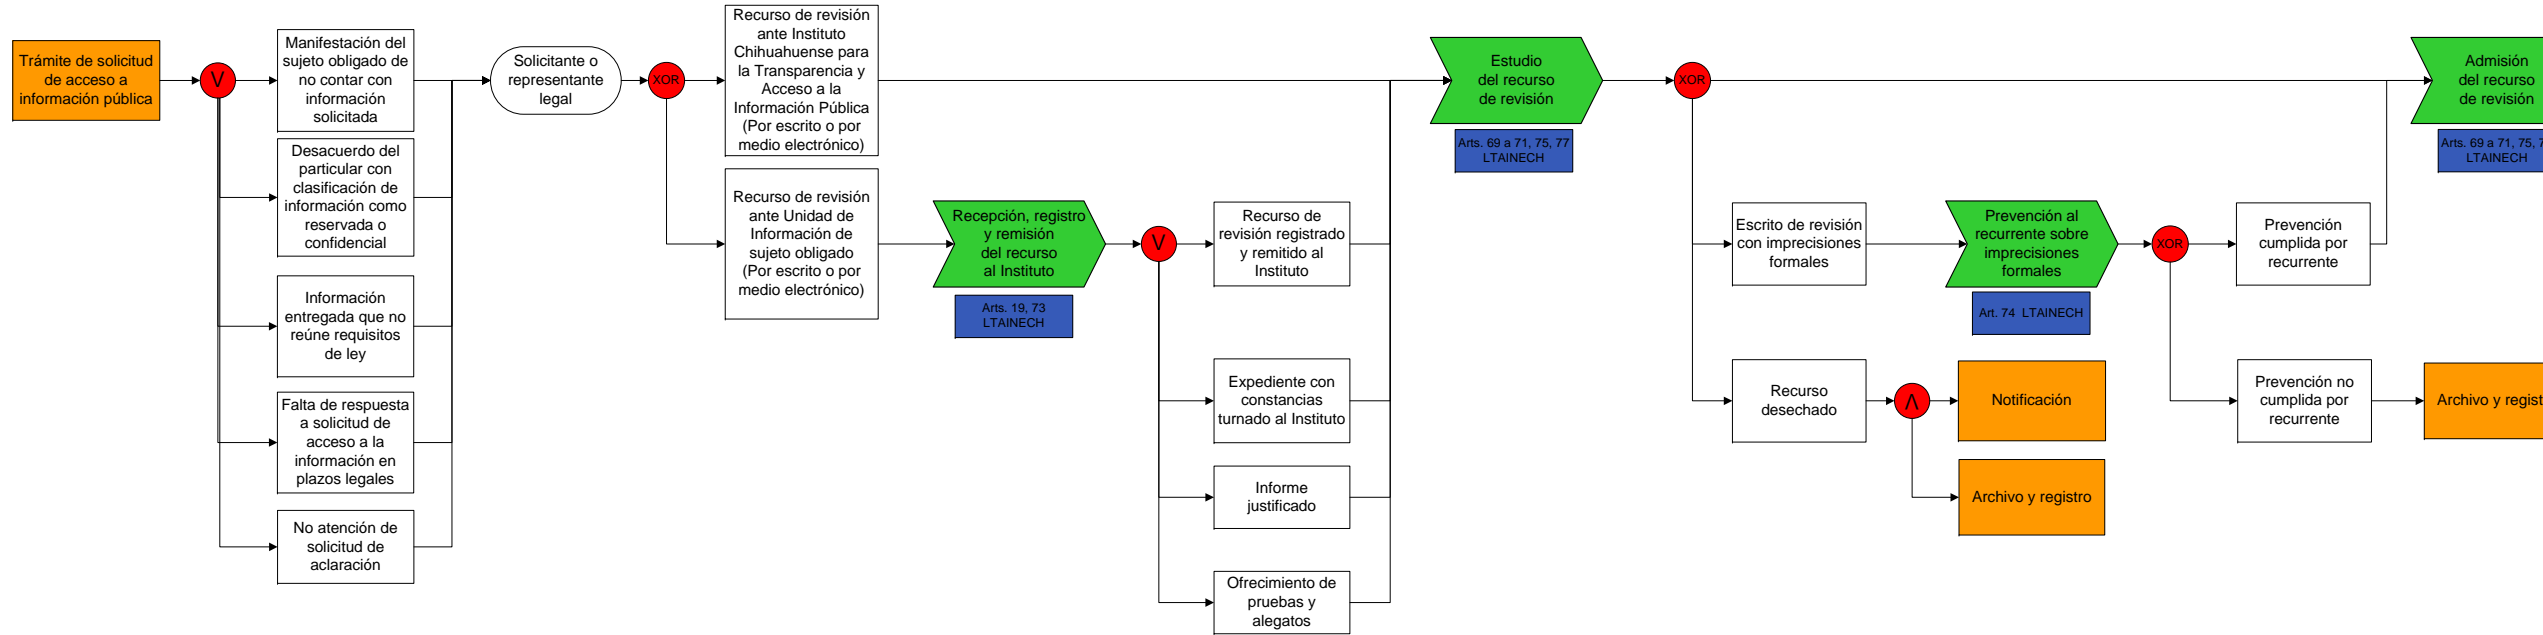 Trámite de solicitud
de acceso a
información pública
V
Manifestación del
sujeto obligado de
no contar con
información
solicitada
Desacuerdo del
particular con
clasificación de
información como
reservada o
confidencial
Información
entregada que no
reúne requisitos
de ley
Falta de respuesta
a solicitud de
acceso a la
información en
plazos legales
No atención de
solicitud de
aclaración
Solicitante o
representante
legal
XOR
Recurso de revisión
ante Instituto
Chihuahuense para
la Transparencia y
Acceso a la
Información Pública
(Por escrito o por
medio electrónico)
Recurso de revisión
ante Unidad de
Información de
sujeto obligado
(Por escrito o por
medio electrónico)
Recepción, registro
y remisión
del recurso
al Instituto
Arts. 19, 73
LTAINECH
V
Recurso de
revisión registrado
y remitido al
Instituto
Expediente con
constancias
turnado al Instituto
Informe
justificado
Ofrecimiento de
pruebas y
alegatos
Estudio
del recurso
de revisión
Arts. 69 a 71, 75, 77
LTAINECH
XOR
Escrito de revisión
con imprecisiones
formales
Recurso
desechado
Λ
Prevención al
recurrente sobre
imprecisiones
formales
Art. 74 LTAINECH
Notificación
Archivo y registro
XOR
Prevención
cumplida por
recurrente
Prevención no
cumplida por
recurrente
Admisión
del recurso
de revisión
Arts. 69 a 71, 75, 7
LTAINECH
Archivo y regist